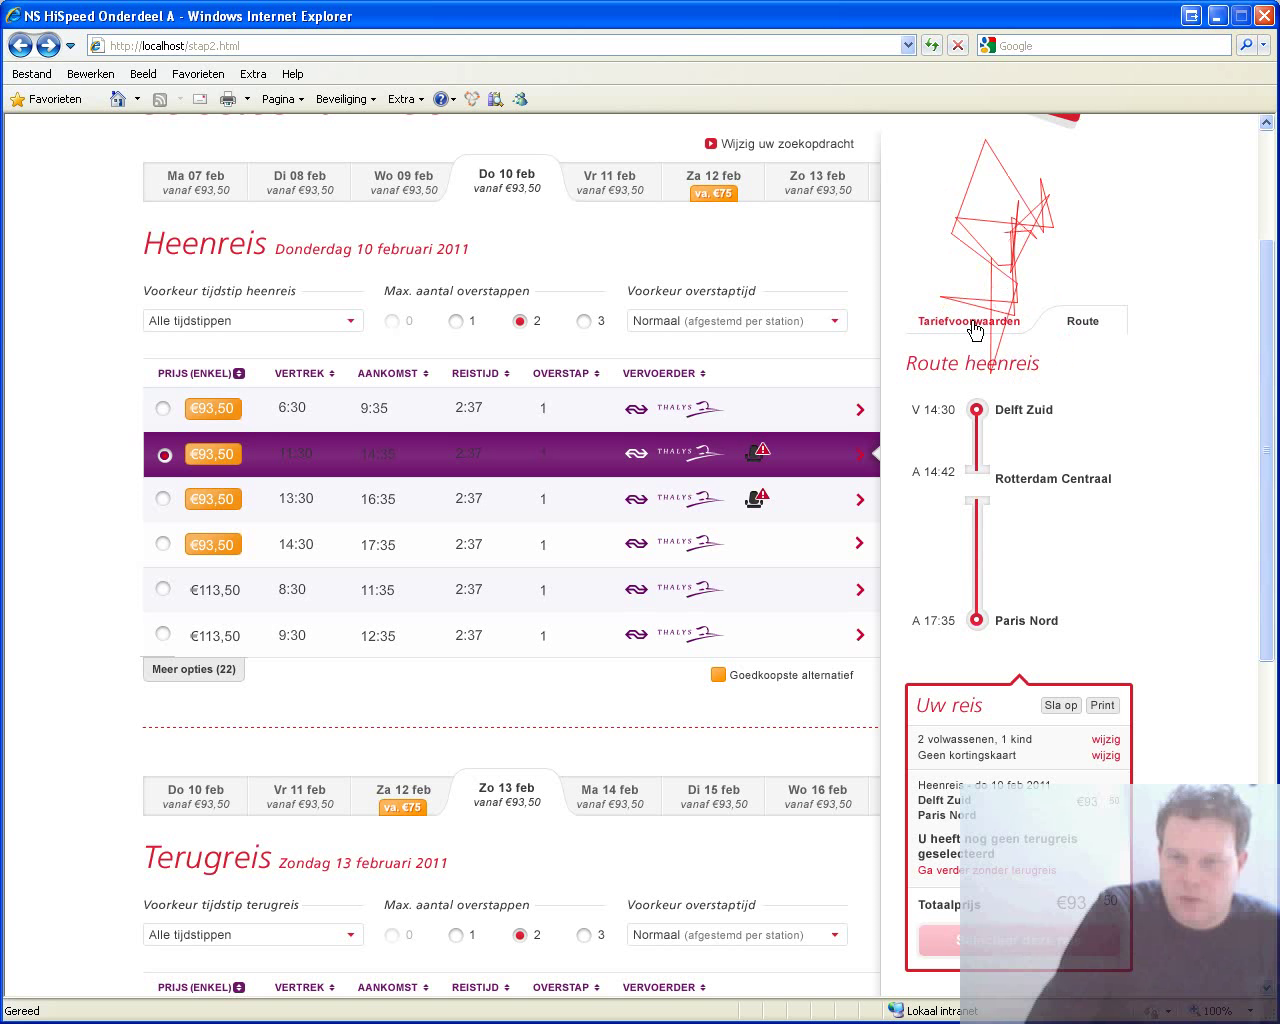 NS HiSpeed Onderdeel A - Windows Internet Explorer
http://localhost/stap2.html
Google
Bestand Bewerken Beeld Favorieten Extra Help
Favorieten Pagina Beveiliging Extra
Wijzig uw zoekopdracht
Ma 07 feb Di 08 feb Wo 09 feb Do 10 feb Vr 11 feb Za 12 feb Zo 13 feb
vanaf €93,50 vanaf €93,50 vanaf €93,50 vanaf €93,50 vanaf €93,50 va. €75 vanaf €93,50
Heenreis Donderdag 10 februari 2011
Voorkeur tijdstip heenreis Max. aantal overstappen Voorkeur overstaptijd
Alle tijdstippen 0 1 2 3 Normaal (afgestemd per station)
PRIJS (ENKEL) VERTREK AANKOMST REISTIJD OVERSTAP VERVOERDER
€93,50 6:30 9:35 2:37 1 THALYS
€93,50 11:30 14:35 2:37 1 THALYS
€93,50 13:30 16:35 2:37 1 THALYS
€93,50 14:30 17:35 2:37 1 THALYS
€113,50 8:30 11:35 2:37 1 THALYS
€113,50 9:30 12:35 2:37 1 THALYS
Meer opties (22) Goedkoopste alternatief
Do 10 feb Vr 11 feb Za 12 feb Zo 13 feb Ma 14 feb Di 15 feb Wo 16 feb
vanaf €93,50 vanaf €93,50 va. €75 vanaf €93,50 vanaf €93,50 vanaf €93,50 vanaf €93,50
Terugreis Zondag 13 februari 2011
Voorkeur tijdstip terugreis Max. aantal overstappen Voorkeur overstaptijd
Alle tijdstippen 0 1 2 3 Normaal (afgestemd per station)
PRIJS (ENKEL) VERTREK AANKOMST REISTIJD OVERSTAP VERVOERDER
Tariefvoorwaarden Route
Route heenreis
V 14:30 Delft Zuid
A 14:42
Rotterdam Centraal
A 17:35 Paris Nord
Uw reis Sla op Print
2 volwassenen, 1 kind wijzig
Geen kortingskaart wijzig
Heenreis - do 10 feb 2011
Delft Zuid €93 50
Paris Nord
U heeft nog geen terugreis
geselecteerd
Ga verder zonder terugreis
Totaalprijs €93 50
Selecteer deze reis
Gereed Lokaal intranet 100%